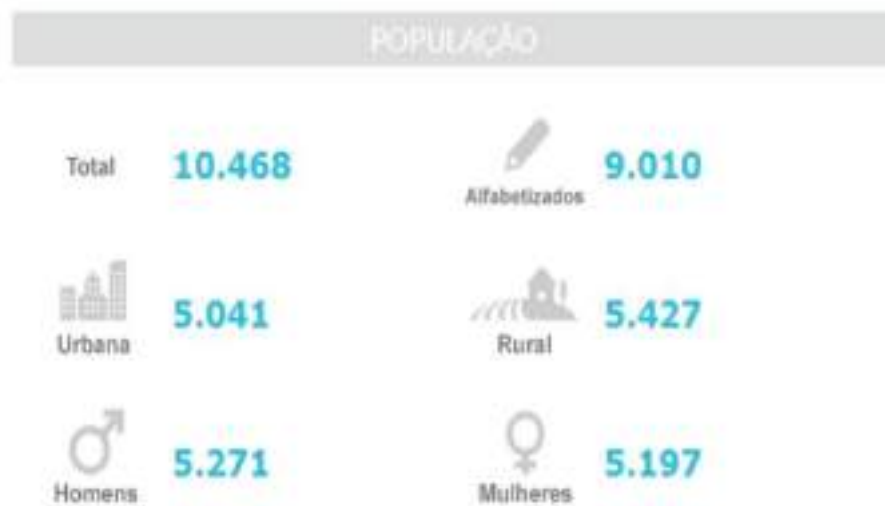 POPULAÇÃO
Total 10.468
Alfabetizados 9.010
Urbana 5.041
Rural 5.427
Homens 5.271
Mulheres 5.197